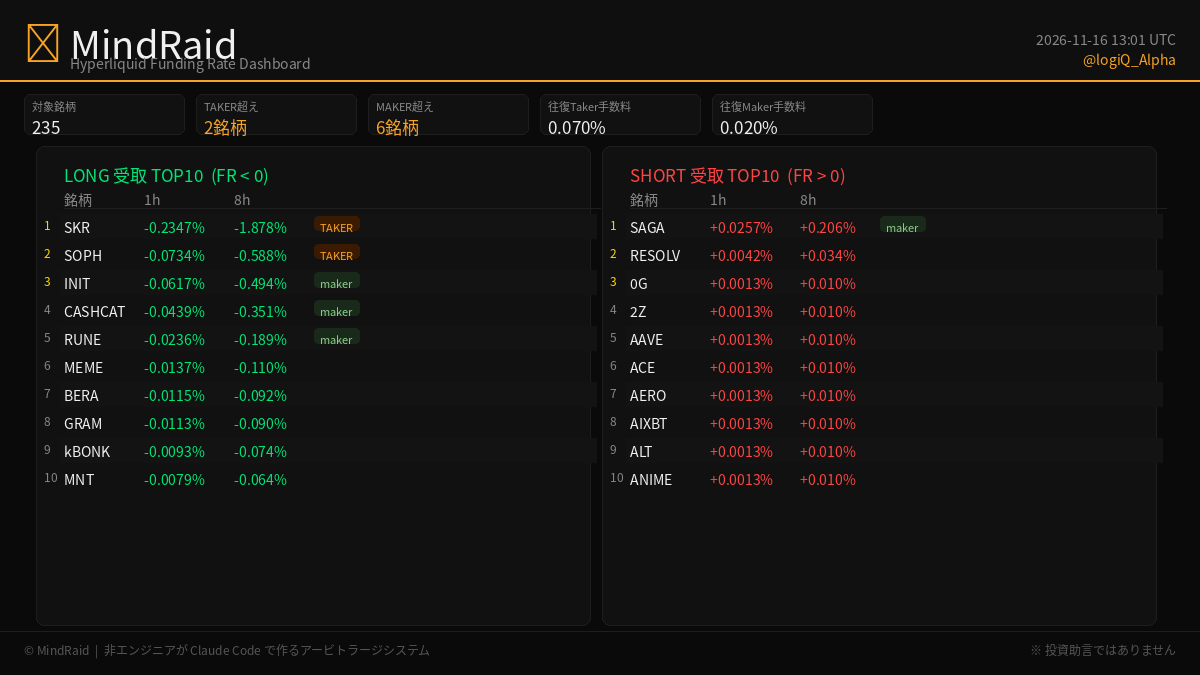 MindRaid
Hyperliquid Funding Rate Dashboard
2026-11-16 13:01 UTC
@logiQ_Alpha
対象銘柄
235
TAKER超え
2銘柄
MAKER超え
6銘柄
往復Taker手数料
0.070%
往復Maker手数料
0.020%
LONG 受取 TOP10 (FR < 0)
銘柄 1h 8h
1 SKR -0.2347% -1.878% TAKER
2 SOPH -0.0734% -0.588% TAKER
3 INIT -0.0617% -0.494% maker
4 CASHCAT -0.0439% -0.351% maker
5 RUNE -0.0236% -0.189% maker
6 MEME -0.0137% -0.110%
7 BERA -0.0115% -0.092%
8 GRAM -0.0113% -0.090%
9 kBONK -0.0093% -0.074%
10 MNT -0.0079% -0.064%
SHORT 受取 TOP10 (FR > 0)
銘柄 1h 8h
1 SAGA +0.0257% +0.206% maker
2 RESOLV +0.0042% +0.034%
3 0G +0.0013% +0.010%
4 2Z +0.0013% +0.010%
5 AAVE +0.0013% +0.010%
6 ACE +0.0013% +0.010%
7 AERO +0.0013% +0.010%
8 AIXBT +0.0013% +0.010%
9 ALT +0.0013% +0.010%
10 ANIME +0.0013% +0.010%
© MindRaid | 非エンジニアが Claude Code で作るアービトラージシステム
※ 投資助言ではありません